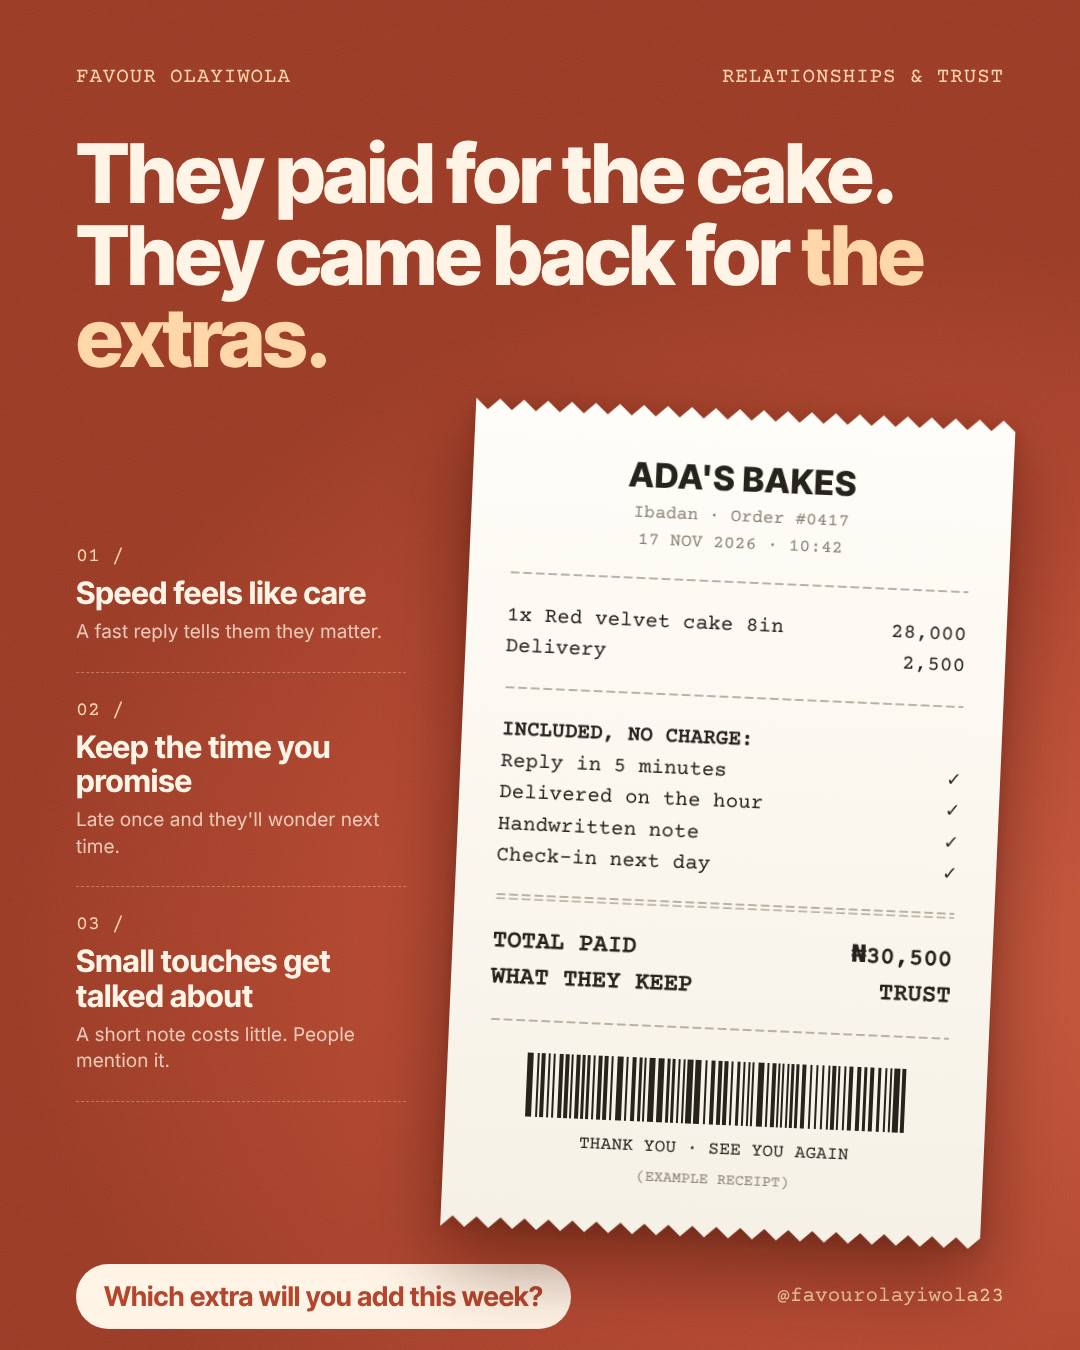 FAVOUR OLAYIWOLA
RELATIONSHIPS & TRUST
They paid for the cake.
They came back for the
extras.
01 /
Speed feels like care
A fast reply tells them they matter.
02 /
Keep the time you
promise
Late once and they'll wonder next
time.
03 /
Small touches get
talked about
A short note costs little. People
mention it.
ADA'S BAKES
Ibadan · Order #0417
17 NOV 2026 · 10:42
1x Red velvet cake 8in 28,000
Delivery 2,500
INCLUDED, NO CHARGE:
Reply in 5 minutes ✓
Delivered on the hour ✓
Handwritten note ✓
Check-in next day ✓
TOTAL PAID ₦30,500
WHAT THEY KEEP TRUST
THANK YOU · SEE YOU AGAIN
(EXAMPLE RECEIPT)
Which extra will you add this week?
@favourolayiwola23